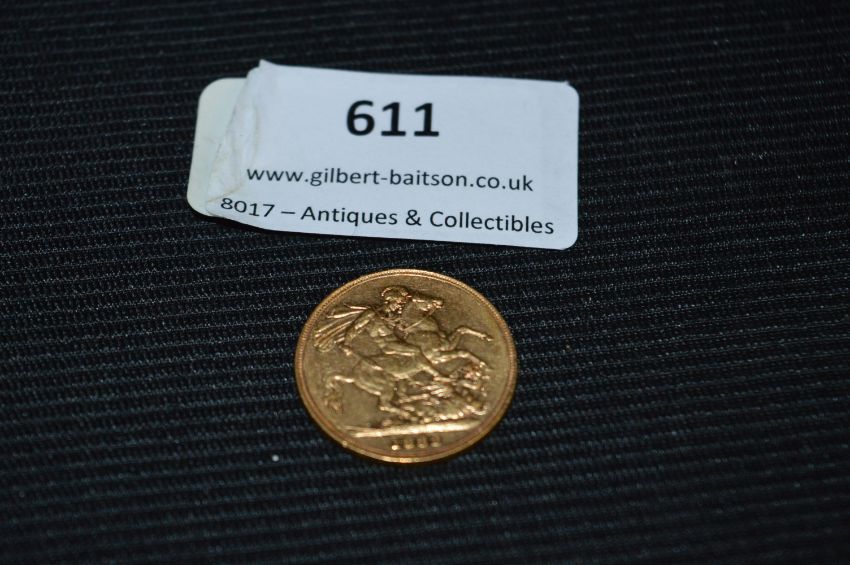 611
www.gilbert-baitson.co.uk
8017 – Antiques & Collectibles